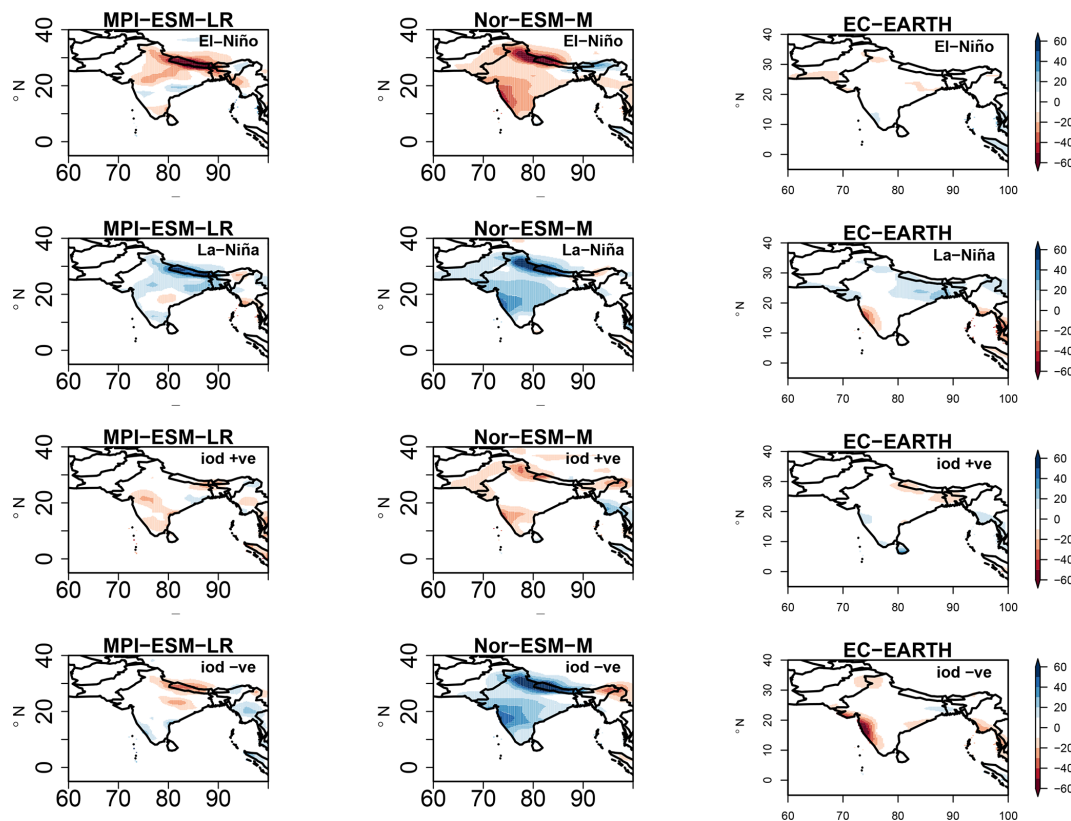 MPI−ESM−LR
El−Niño
40
20
0
° N
60 70 80 90
–
Nor−ESM−M
El−Niño
40
20
0
° N
60 70 80 90
–
EC−EARTH
El−Niño
40
30
20
10
0
° N
60 70 80 90 100
60
40
20
0
−20
−40
−60
MPI−ESM−LR
La−Niña
40
20
0
° N
60 70 80 90
–
Nor−ESM−M
La−Niña
40
20
0
° N
60 70 80 90
–
EC−EARTH
La−Niña
40
30
20
10
0
° N
60 70 80 90 100
60
40
20
0
−20
−40
−60
MPI−ESM−LR
iod +ve
40
20
0
° N
60 70 80 90
–
Nor−ESM−M
iod +ve
40
20
0
° N
60 70 80 90
–
EC−EARTH
iod +ve
40
30
20
10
0
° N
60 70 80 90 100
60
40
20
0
−20
−40
−60
MPI−ESM−LR
iod −ve
40
20
0
° N
60 70 80 90
Nor−ESM−M
iod −ve
40
20
0
° N
60 70 80 90
EC−EARTH
iod −ve
40
30
20
10
0
° N
60 70 80 90 100
60
40
20
0
−20
−40
−60